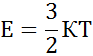 E = 3/2 KT